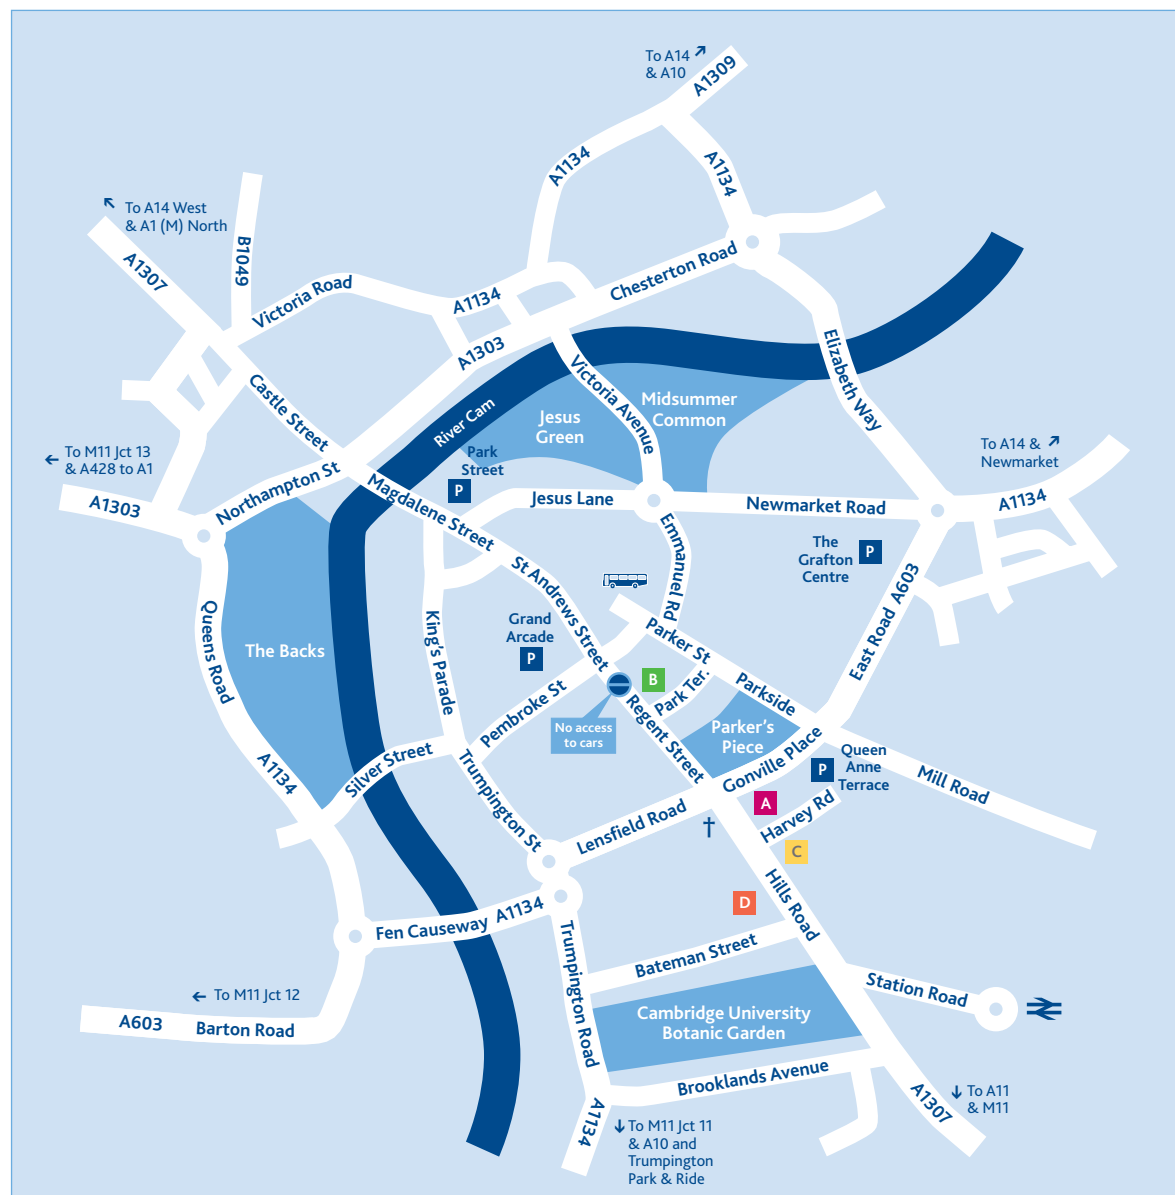 To A14
& A10
A1309
A1134
A1134
To A14 West
& A1 (M) North
A1307
B1049
Victoria Road
A1134
Chesterton Road
A1303
Elizabeth Way
Castle Street
Victoria Avenue
Midsummer
Common
Jesus
Green
River Cam
Park
Street
P
To M11 Jct 13
& A428 to A1
A1303
Northampton St
Magdalene Street
Jesus Lane
Newmarket Road
To A14 &
Newmarket
A1134
The
Grafton
Centre
P
Emmanuel Rd
St Andrews Street
East Road A603
Queens Road
The Backs
King's Parade
Grand
Arcade
P
Parker St
B
Park Ter.
Parkside
Pembroke St
No access
to cars
Regent Street
Parker's
Piece
Gonville Place
Queen
Anne
Terrace
P
Mill Road
A1134
Silver Street
Trumpington St
Lensfield Road
†
A
Harvey Rd
C
D
Hills Road
Fen Causeway A1134
Bateman Street
Trumpington Road
Station Road
Cambridge University
Botanic Garden
To M11 Jct 12
A603
Barton Road
Brooklands Avenue
A1307
To A11
& M11
A1134
To M11 Jct 11
& A10 and
Trumpington
Park & Ride